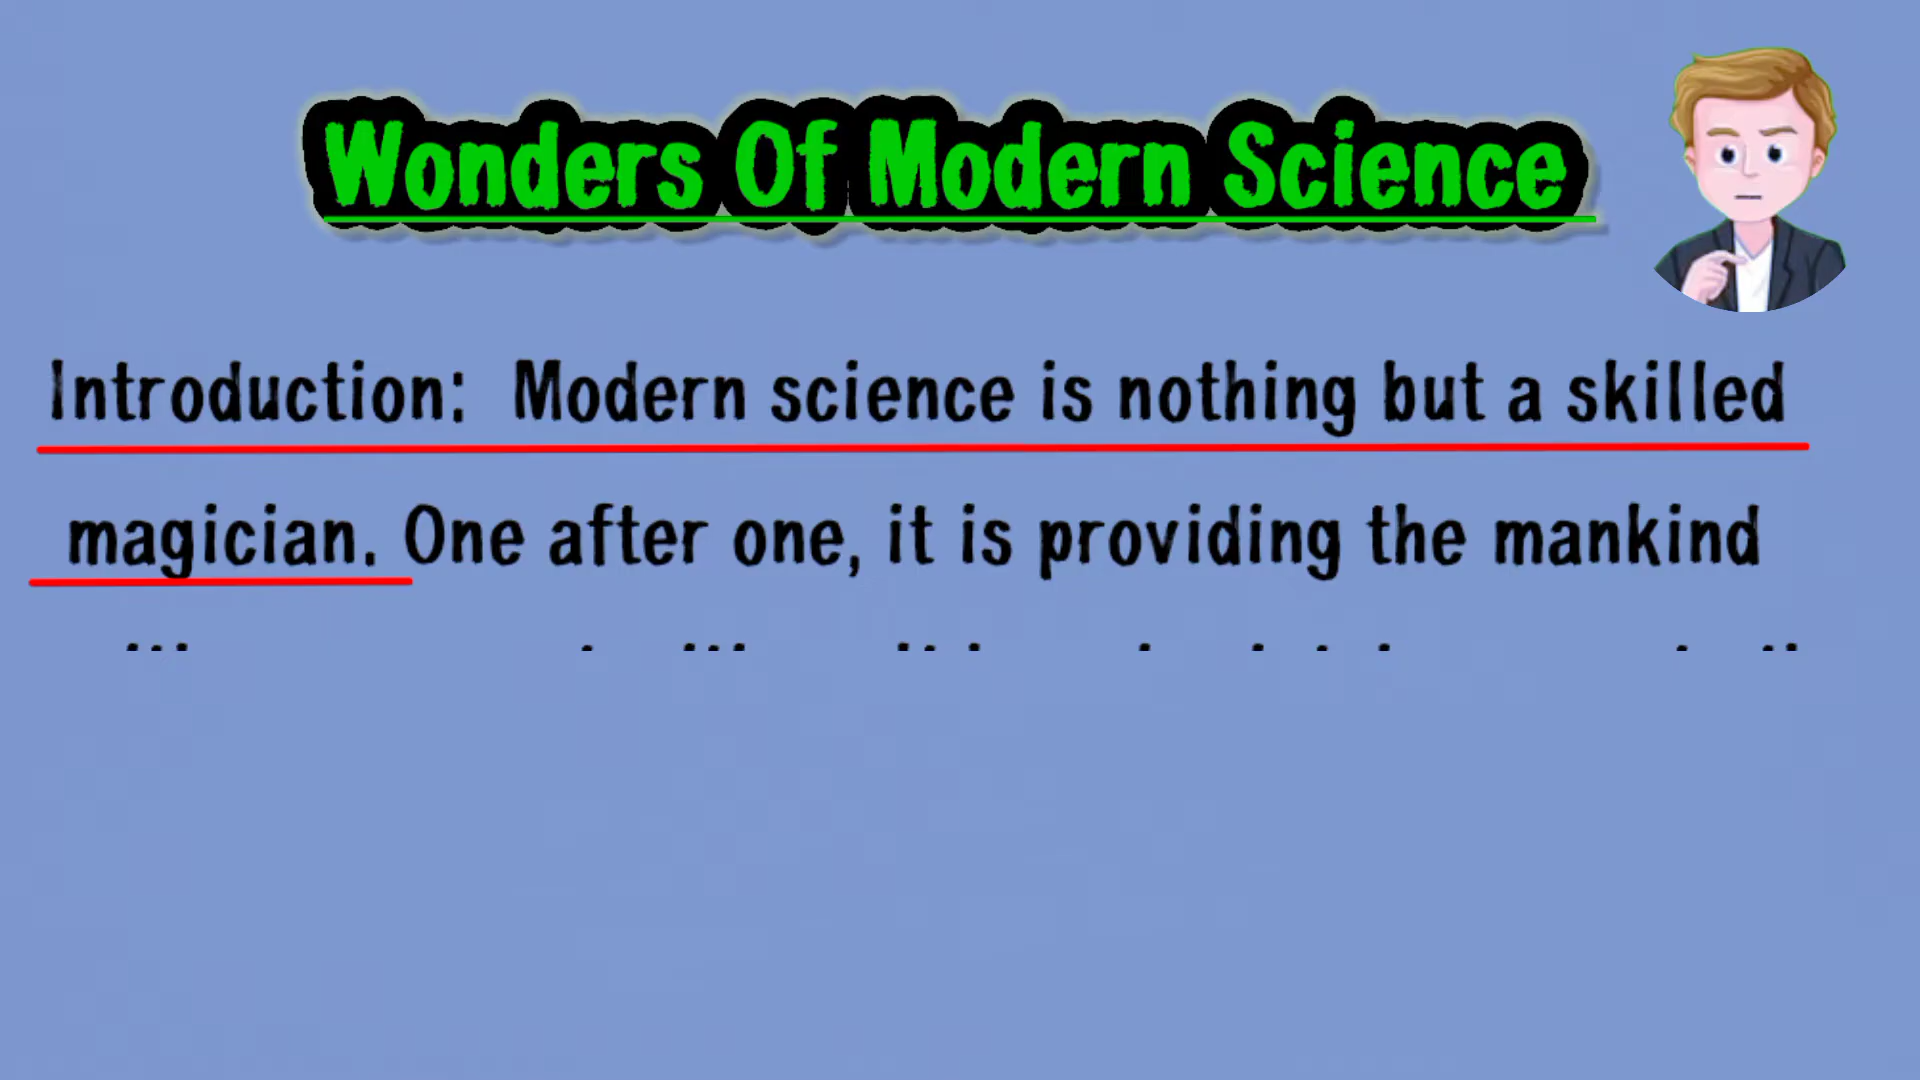 Wonders Of Modern Science
Introduction: Modern science is nothing but a skilled
magician. One after one, it is providing the mankind